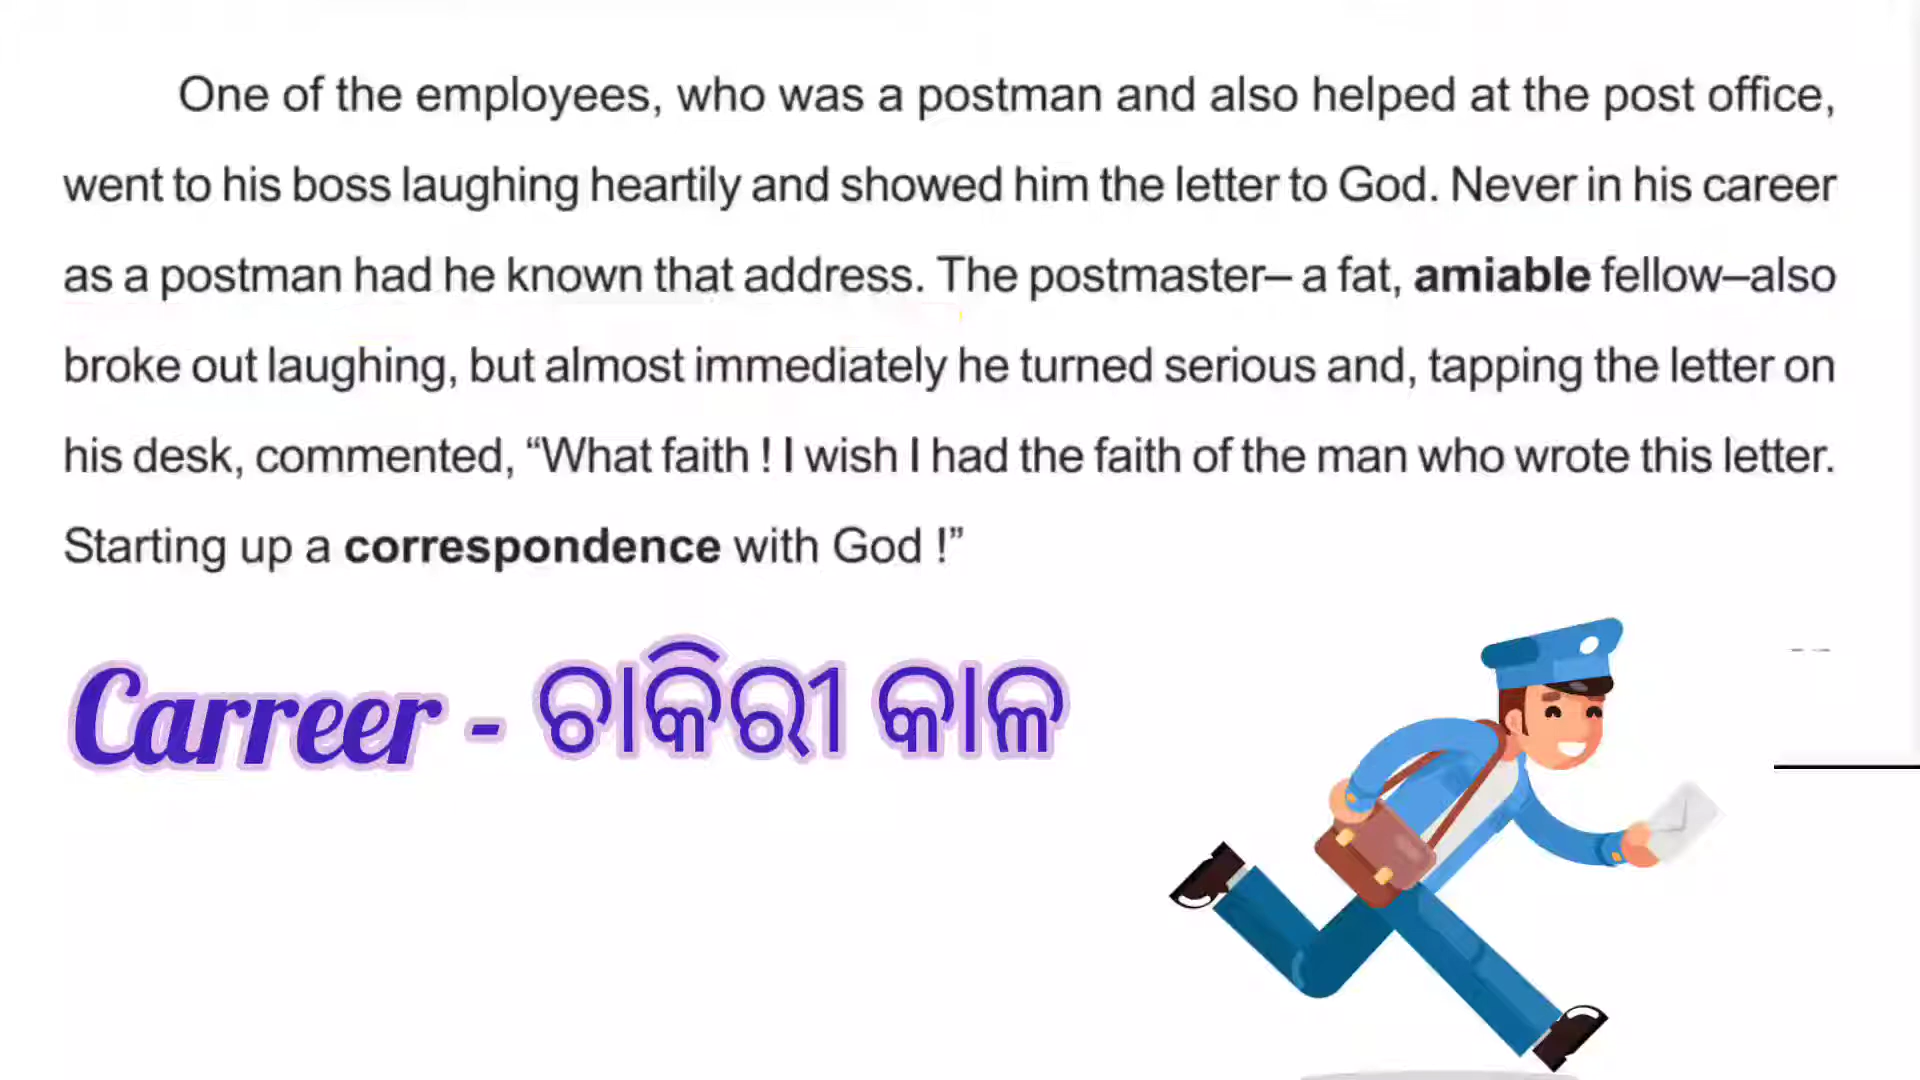 One of the employees, who was a postman and also helped at the post office,
went to his boss laughing heartily and showed him the letter to God. Never in his career
as a postman had he known that address. The postmaster– a fat, amiable fellow–also
broke out laughing, but almost immediately he turned serious and, tapping the letter on
his desk, commented, “What faith ! I wish I had the faith of the man who wrote this letter.
Starting up a correspondence with God !”
Carreer - ଚାକିରୀ କାଳ